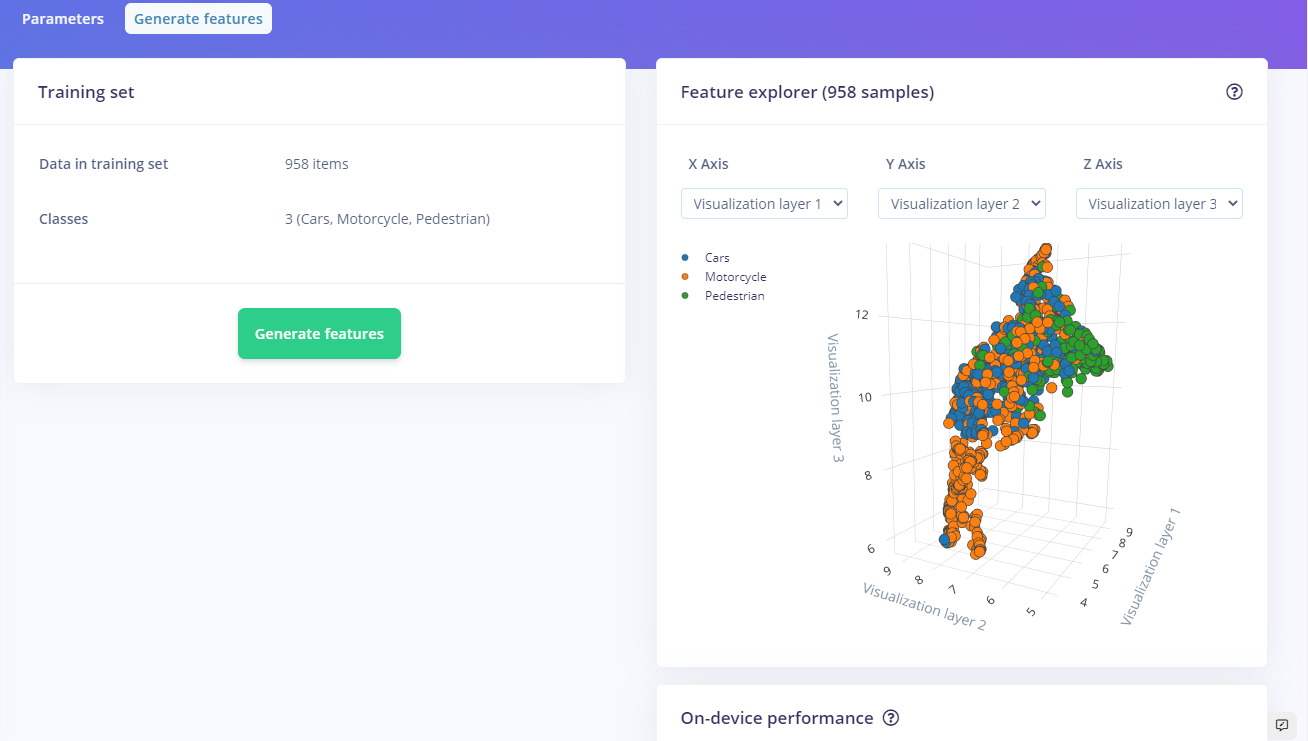 Parameters
Generate features
Training set
Data in training set 958 items
Classes 3 (Cars, Motorcycle, Pedestrian)
Generate features
Feature explorer (958 samples)
X Axis Y Axis Z Axis
Visualization layer 1 Visualization layer 2 Visualization layer 3
Cars
Motorcycle
Pedestrian
12
10
8
6
Visualization layer 3
9 8 7 6 5
Visualization layer 2
4 5 6 7 8 9
Visualization layer 1
On-device performance